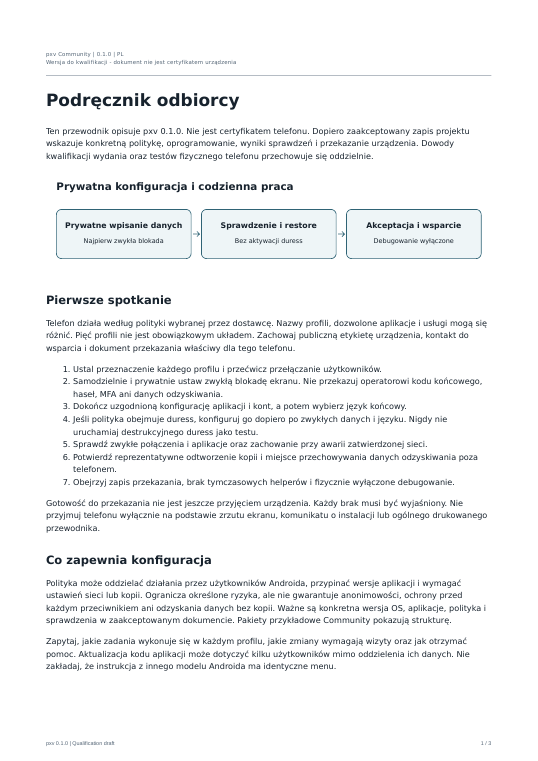 pxv Community | 0.1.0 | PL
Wersja do kwalifikacji - dokument nie jest certyfikatem urządzenia
Podręcznik odbiorcy
Ten przewodnik opisuje pxv 0.1.0. Nie jest certyfikatem telefonu. Dopiero zaakceptowany zapis projektu
wskazuje konkretną politykę, oprogramowanie, wyniki sprawdzeń i przekazanie urządzenia. Dowody
kwalifikacji wydania oraz testów fizycznego telefonu przechowuje się oddzielnie.
Prywatna konfiguracja i codzienna praca
Prywatne wpisanie danych
Najpierw zwykła blokada
→
Sprawdzenie i restore
Bez aktywacji duress
→
Akceptacja i wsparcie
Debugowanie wyłączone
Pierwsze spotkanie
Telefon działa według polityki wybranej przez dostawcę. Nazwy profili, dozwolone aplikacje i usługi mogą się
różnić. Pięć profili nie jest obowiązkowym układem. Zachowaj publiczną etykietę urządzenia, kontakt do
wsparcia i dokument przekazania właściwy dla tego telefonu.
1. Ustal przeznaczenie każdego profilu i przećwicz przełączanie użytkowników.
2. Samodzielnie i prywatnie ustaw zwykłą blokadę ekranu. Nie przekazuj operatorowi kodu końcowego,
haseł, MFA ani danych odzyskiwania.
3. Dokończ uzgodnioną konfigurację aplikacji i kont, a potem wybierz język końcowy.
4. Jeśli polityka obejmuje duress, konfiguruj go dopiero po zwykłych danych i języku. Nigdy nie
uruchamiaj destrukcyjnego duress jako testu.
5. Sprawdź zwykłe połączenia i aplikacje oraz zachowanie przy awarii zatwierdzonej sieci.
6. Potwierdź reprezentatywne odtworzenie kopii i miejsce przechowywania danych odzyskiwania poza
telefonem.
7. Obejrzyj zapis przekazania, brak tymczasowych helperów i fizycznie wyłączone debugowanie.
Gotowość do przekazania nie jest jeszcze przyjęciem urządzenia. Każdy brak musi być wyjaśniony. Nie
przyjmuj telefonu wyłącznie na podstawie zrzutu ekranu, komunikatu o instalacji lub ogólnego drukowanego
przewodnika.
Co zapewnia konfiguracja
Polityka może oddzielać działania przez użytkowników Androida, przypinać wersje aplikacji i wymagać
ustawień sieci lub kopii. Ogranicza określone ryzyka, ale nie gwarantuje anonimowości, ochrony przed
każdym przeciwnikiem ani odzyskania danych bez kopii. Ważne są konkretna wersja OS, aplikacje, polityka i
sprawdzenia w zaakceptowanym dokumencie. Pakiety przykładowe Community pokazują strukturę.
Zapytaj, jakie zadania wykonuje się w każdym profilu, jakie zmiany wymagają wizyty oraz jak otrzymać
pomoc. Aktualizacja kodu aplikacji może dotyczyć kilku użytkowników mimo oddzielenia ich danych. Nie
zakładaj, że instrukcja z innego modelu Androida ma identyczne menu.
pxv 0.1.0 | Qualification draft
1 / 3